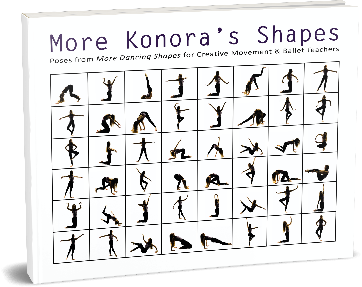 More Konora's Shapes
Poses from More Dancing Shapes for Creative Movement & Ballet Teachers